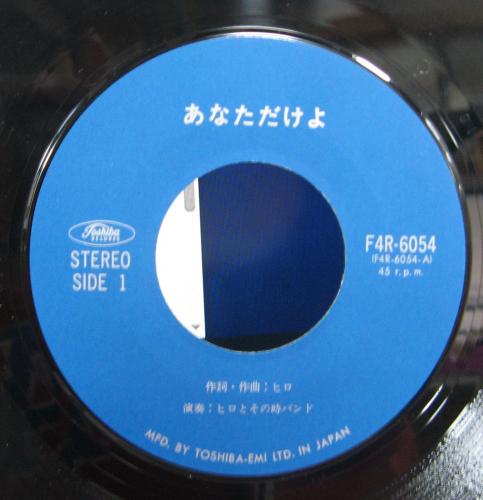 あなただけよ
Toshiba
RECORDS
STEREO
SIDE 1
F4R-6054
(F4R-6054-A)
45 r.p.m.
作詞・作曲:ヒロ
演奏:ヒロとその時バンド
MFD. BY TOSHIBA-EMI LTD. IN JAPAN